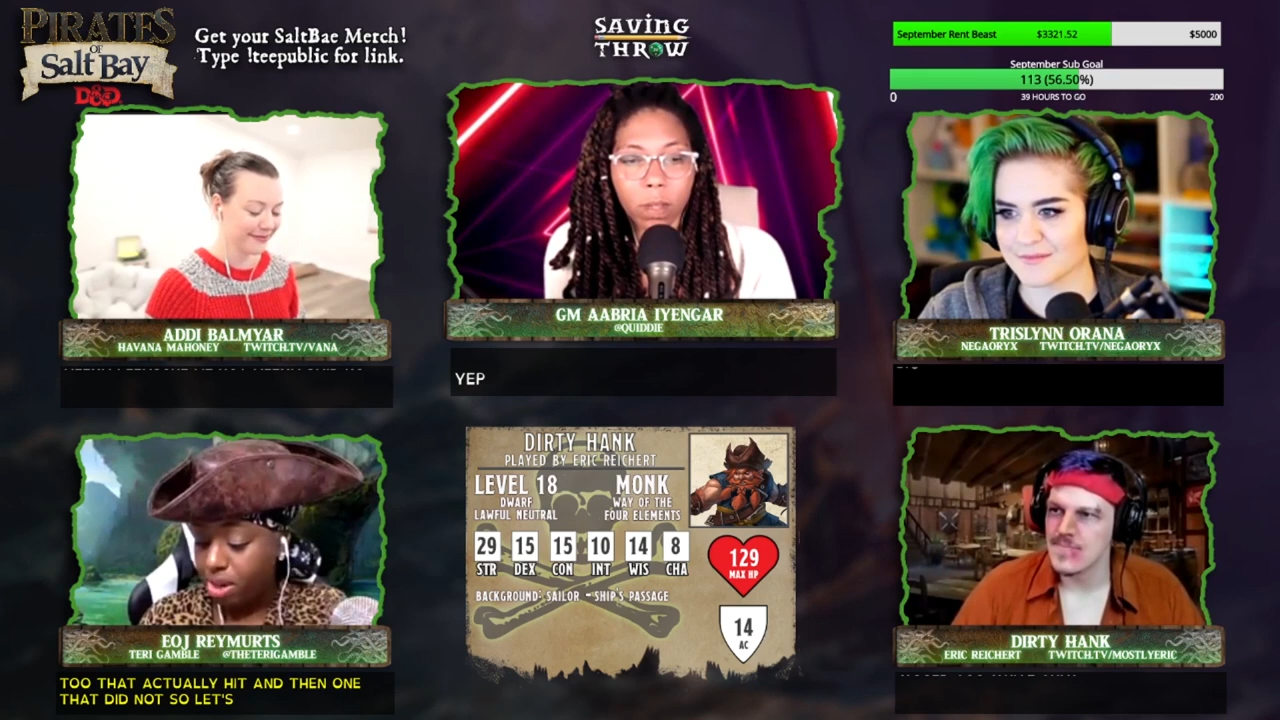 PIRATES
OF
Salt Bay
D&D
Get your SaltBae Merch!
Type !teepublic for link.
SAVING
THROW
September Rent Beast $3321.52 $5000
September Sub Goal
113 (56.50%)
0 39 HOURS TO GO 200
ADDI BALMYAR
HAVANA MAHONEY TWITCH.TV/VANA
GM AABRIA IYENGAR
@QUIDDIE
YEP
TRISLYNN ORANA
NEGAORYX TWITCH.TV/NEGAORYX
DIRTY HANK
PLAYED BY ERIC REICHERT
LEVEL 18 MONK
DWARF WAY OF THE
LAWFUL NEUTRAL FOUR ELEMENTS
29 15 15 10 14 8
STR DEX CON INT WIS CHA
129
MAX HP
BACKGROUND: SAILOR - SHIP'S PASSAGE
14
AC
EOJ REYMURTS
TERI GAMBLE @THETERIGAMBLE
TOO THAT ACTUALLY HIT AND THEN ONE
THAT DID NOT SO LET'S
DIRTY HANK
ERIC REICHERT TWITCH.TV/MOSTLYERIC